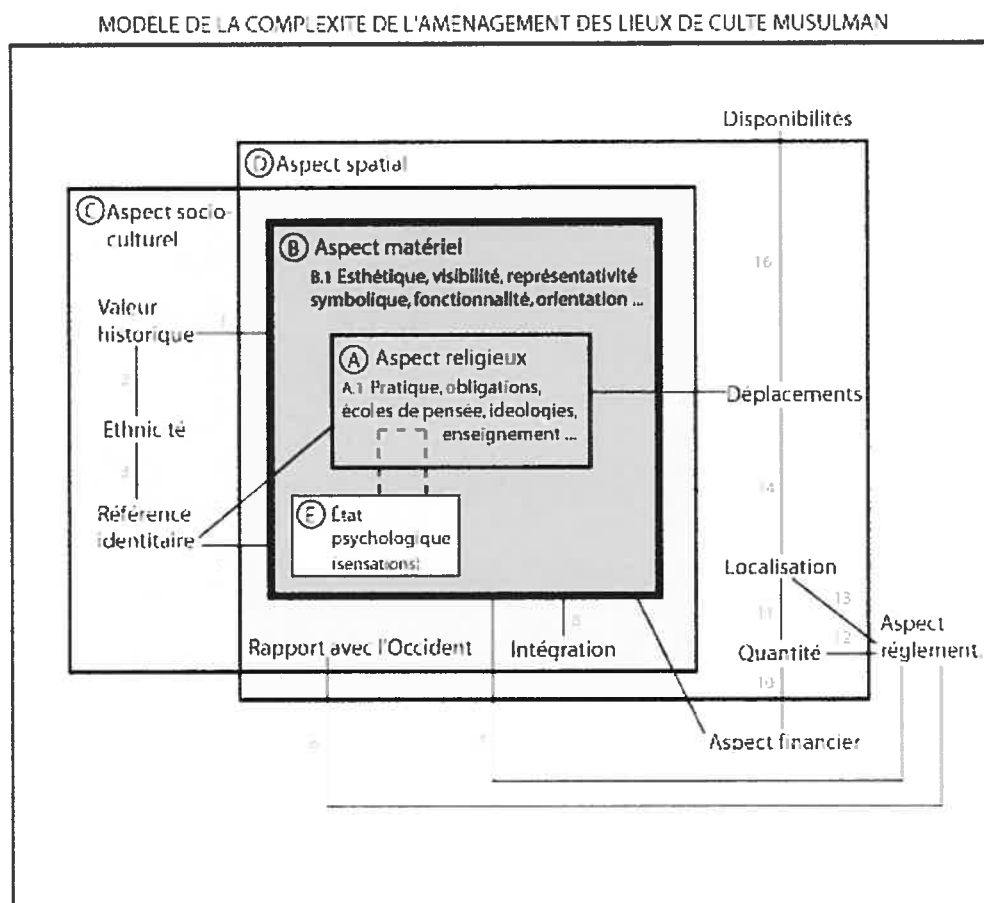 MODÈLE DE LA COMPLEXITE DE L'AMENAGEMENT DES LIEUX DE CULTE MUSULMAN
Disponibilités
D Aspect spatial
C Aspect socio-
culturel
B Aspect matériel
B.1 Esthétique, visibilité, représentativité
symbolique, fonctionnalité, orientation ...
16
Valeur
historique
A Aspect religieux
A.1 Pratique, obligations,
écoles de pensée, ideologies,
enseignement ...
Déplacements
Ethnicité
14
Référence
identitaire
E État
psychologique
(sensations)
Localisation
13
11
12
Aspect
réglement.
Rapport avec l'Occident
8
Intégration
Quantité
10
Aspect financier